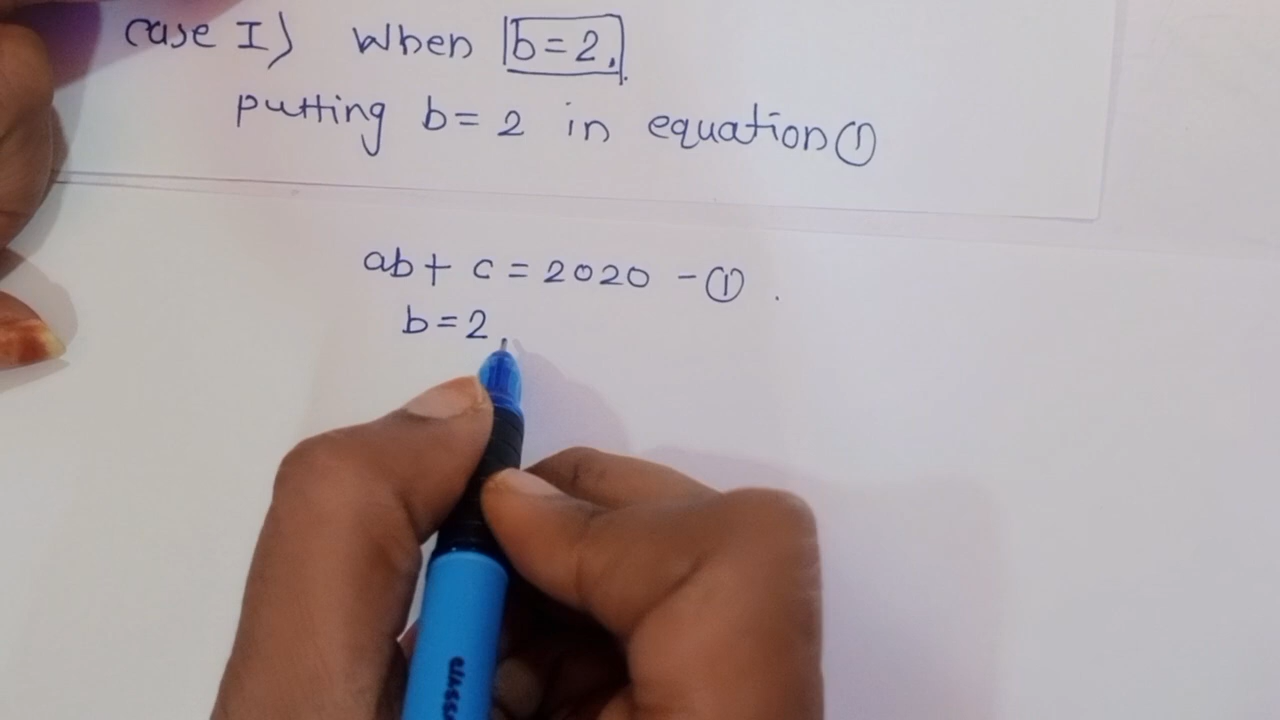 case I) When b=2.
putting b=2 in equation ①
ab + c = 2020 - ①.
b=2